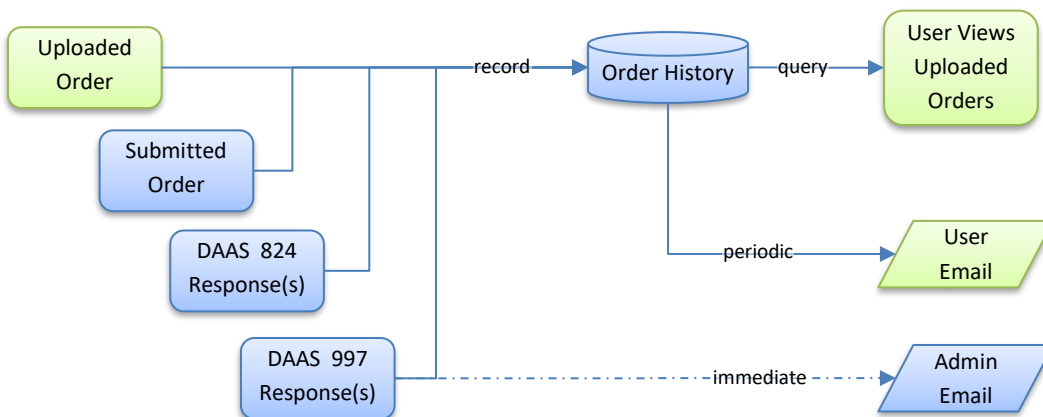 Uploaded
Order
record
Order History
query
User Views
Uploaded
Orders
Submitted
Order
DAAS 824
Response(s)
periodic
User
Email
DAAS 997
Response(s)
immediate
Admin
Email